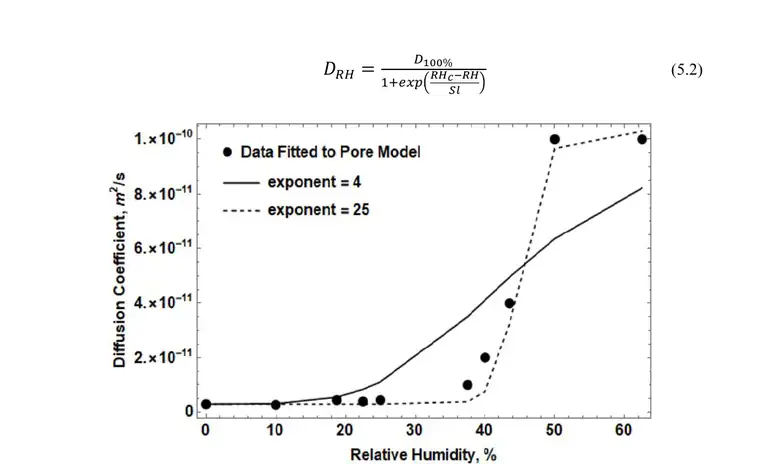 D_RH = D_100% / 1+exp(RH_C−RH / Sl) (5.2)
1.×10⁻¹⁰
8.×10⁻¹¹
6.×10⁻¹¹
4.×10⁻¹¹
2.×10⁻¹¹
0
Diffusion Coefficient, m²/s
Data Fitted to Pore Model
exponent = 4
exponent = 25
0 10 20 30 40 50 60
Relative Humidity, %